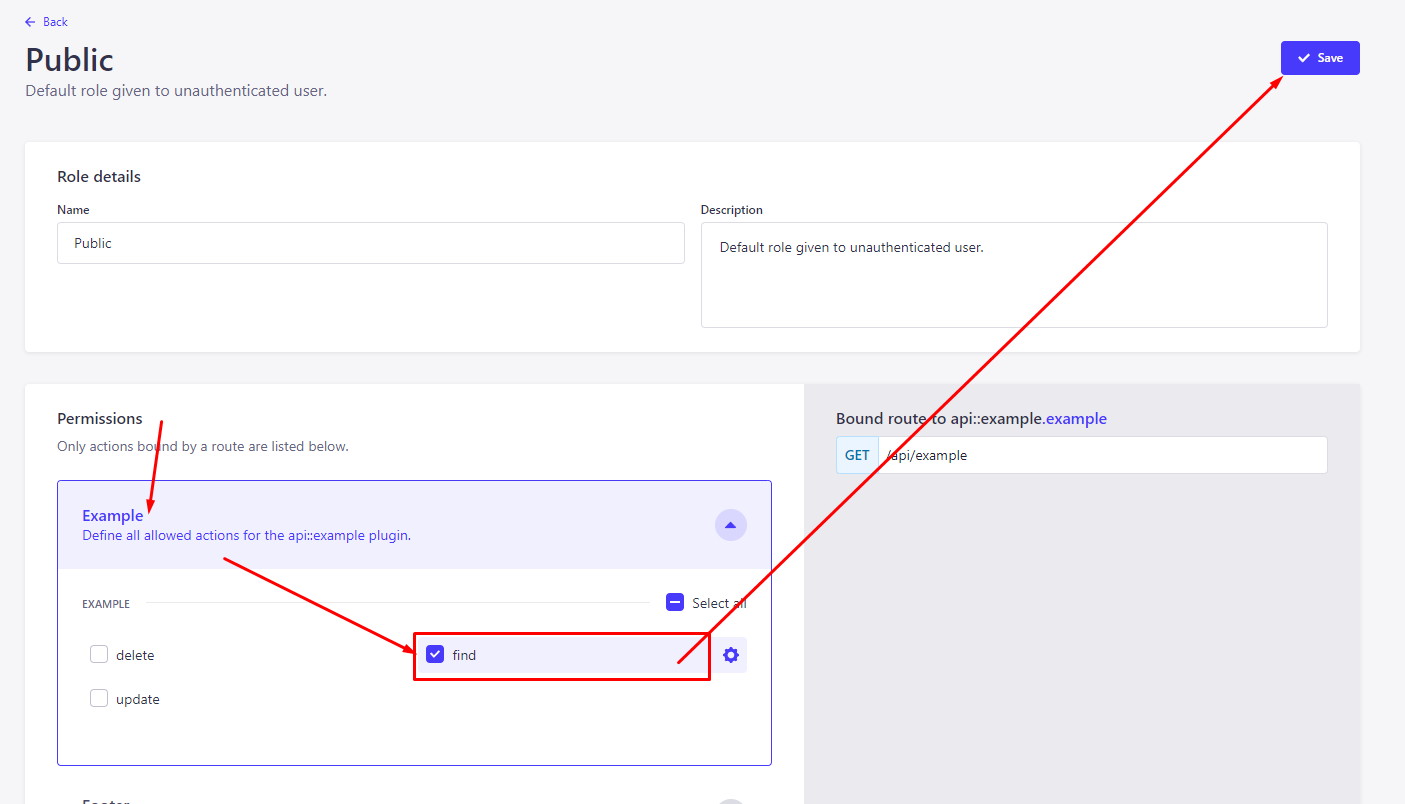 Back
Public
Save
Default role given to unauthenticated user.
Role details
Name
Description
Public
Default role given to unauthenticated user.
Permissions
Only actions bound by a route are listed below.
Bound route to api::example.example
GET /api/example
Example
Define all allowed actions for the api::example plugin.
EXAMPLE
Select all
delete
find
update
Footer